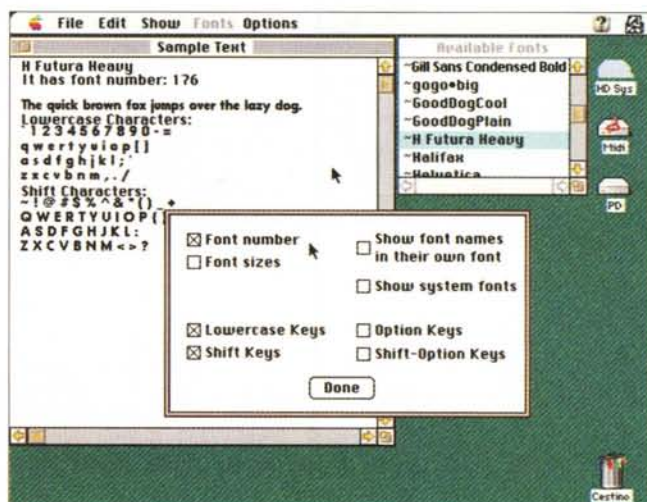 File Edit Show Fonts Options
Sample Text
H Futura Heavy
It has font number: 176
The quick brown fox jumps over the lazy dog.
Lowercase Characters:
`1234567890-=
qwertyuiop[]
asdfghjkl;'
zxcvbnm,./
Shift Characters:
~!@#$%^&*()_+
QWERTYUIOP{
ASDFGHJKL:
ZXCVBNM<>?
Available Fonts
~Gill Sans Condensed Bold
~gogo•big
~GoodDogCool
~GoodDogPlain
~H Futura Heavy
~Halifax
~Helvetica
HD Sys
Midi
PD
Font number
Font sizes
Show font names
in their own font
Show system fonts
Lowercase Keys
Shift Keys
Option Keys
Shift-Option Keys
Done
Cestino